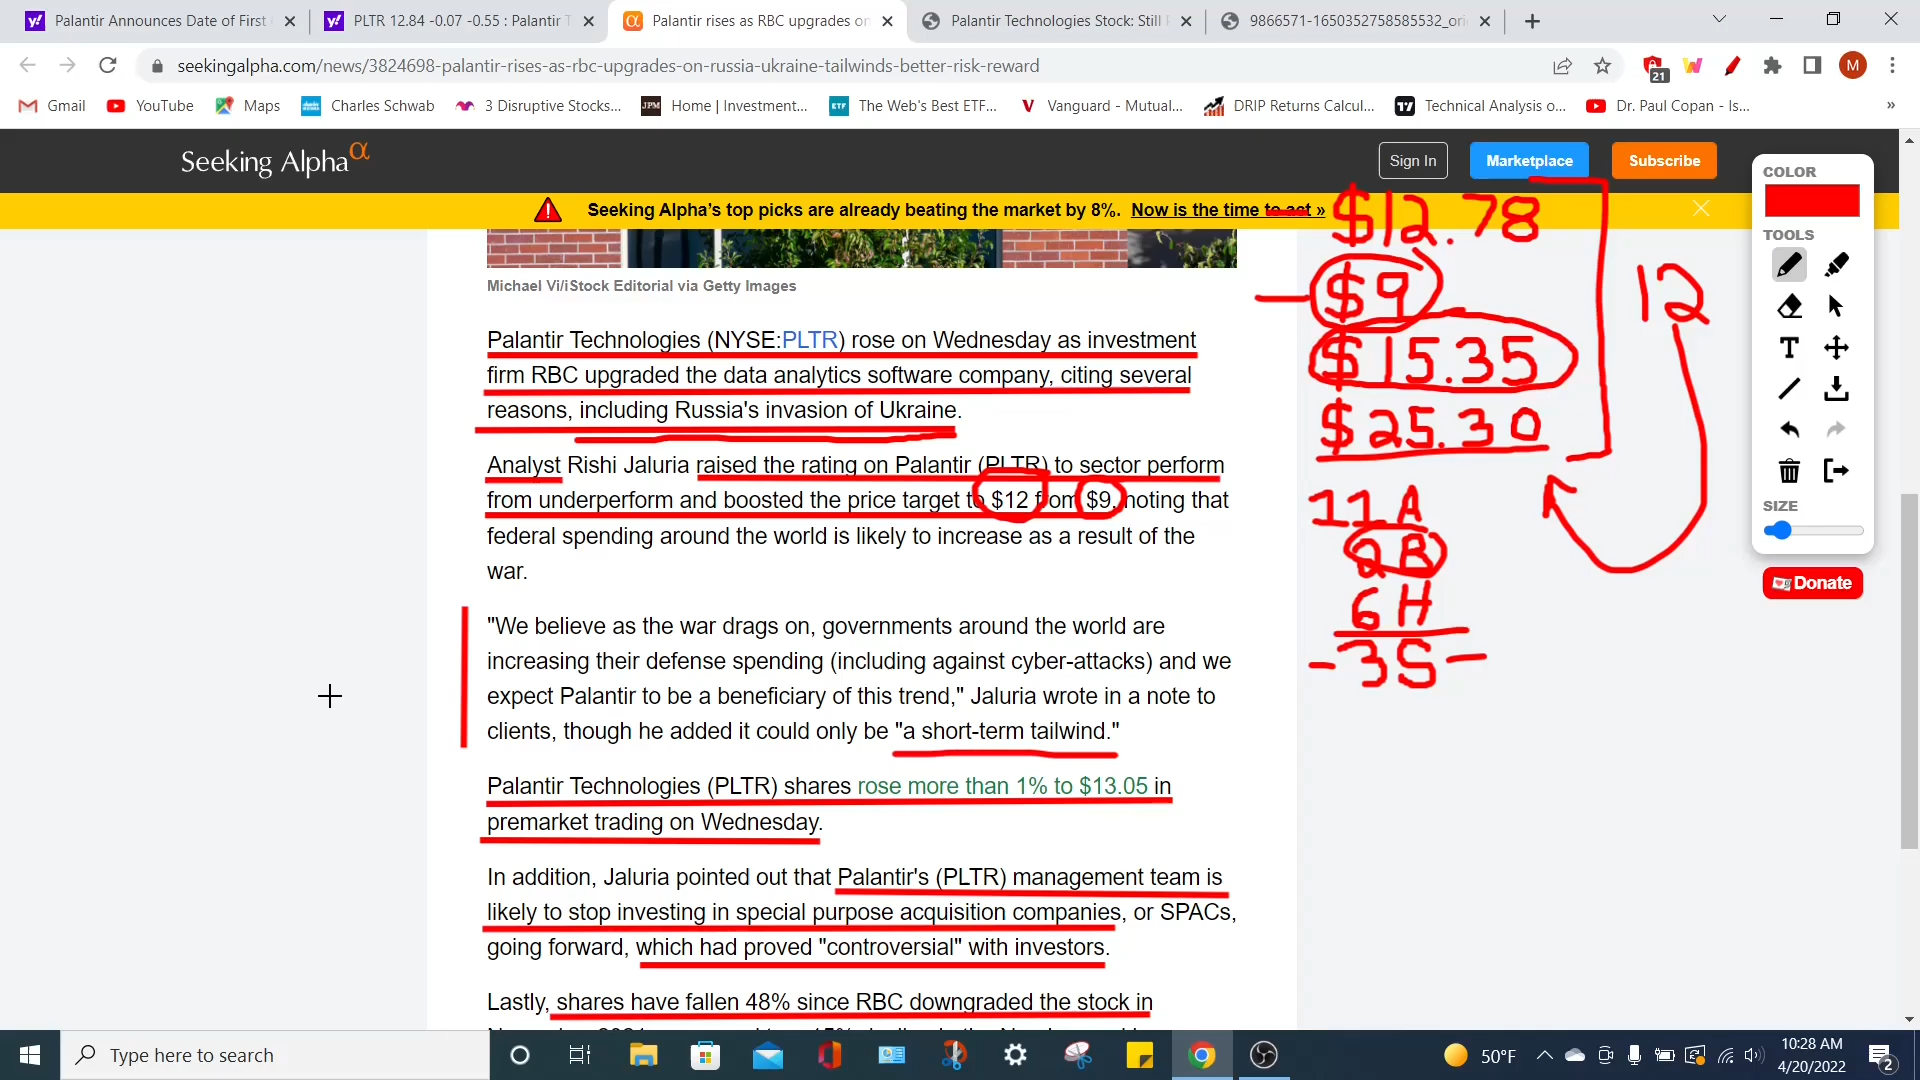 Palantir Announces Date of First
PLTR 12.84 -0.07 -0.55 : Palantir T
Palantir rises as RBC upgrades on
Palantir Technologies Stock: Still
9866571-1650352758585532_ori
seekingalpha.com/news/3824698-palantir-rises-as-rbc-upgrades-on-russia-ukraine-tailwinds-better-risk-reward
21
M
Gmail
YouTube
Maps
Charles Schwab
3 Disruptive Stocks...
JPM Home | Investment...
ETF The Web's Best ETF...
Vanguard - Mutual...
DRIP Returns Calcul...
Technical Analysis o...
Dr. Paul Copan - Is...
»
Seeking Alpha α
Sign In
Marketplace
Subscribe
Seeking Alpha's top picks are already beating the market by 8%. Now is the time to act »
Michael Vi/iStock Editorial via Getty Images
Palantir Technologies (NYSE:PLTR) rose on Wednesday as investment
firm RBC upgraded the data analytics software company, citing several
reasons, including Russia's invasion of Ukraine.
Analyst Rishi Jaluria raised the rating on Palantir (PLTR) to sector perform
from underperform and boosted the price target to $12 from $9, noting that
federal spending around the world is likely to increase as a result of the
war.
"We believe as the war drags on, governments around the world are
increasing their defense spending (including against cyber-attacks) and we
expect Palantir to be a beneficiary of this trend," Jaluria wrote in a note to
clients, though he added it could only be "a short-term tailwind."
Palantir Technologies (PLTR) shares rose more than 1% to $13.05 in
premarket trading on Wednesday.
In addition, Jaluria pointed out that Palantir's (PLTR) management team is
likely to stop investing in special purpose acquisition companies, or SPACs,
going forward, which had proved "controversial" with investors.
Lastly, shares have fallen 48% since RBC downgraded the stock in
$12.78
$9
$15.35
$25.30
12
11 A
2 B
6 H
- 3 S -
COLOR
TOOLS
SIZE
Donate
Type here to search
50°F
10:28 AM
4/20/2022
2